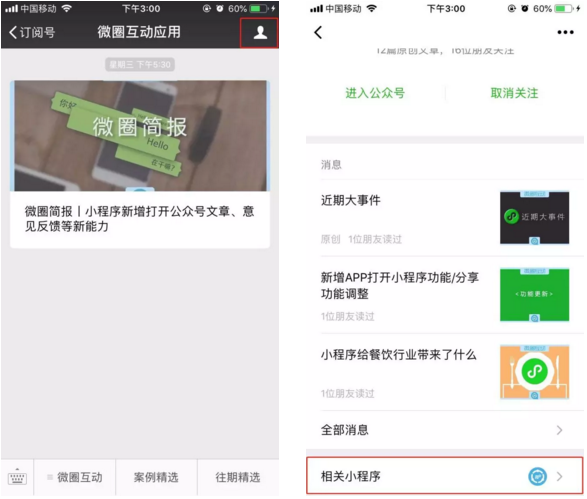 中国移动
下午3:00
60%
订阅号
微圈互动应用
星期三 下午5:30
你好
微圈简报
Hello
在干嘛?
微圈简报丨小程序新增打开公众号文章、意
见反馈等新能力
微圈互动
案例精选
往期精选
中国移动
下午3:00
60%
12篇原创文章，16位朋友关注
进入公众号
取消关注
消息
近期大事件
原创 1位朋友读过
近期大事件
新增APP打开小程序功能/分享
功能调整
1位朋友读过
<功能更新>
小程序给餐饮行业带来了什么
1位朋友读过
全部消息
相关小程序